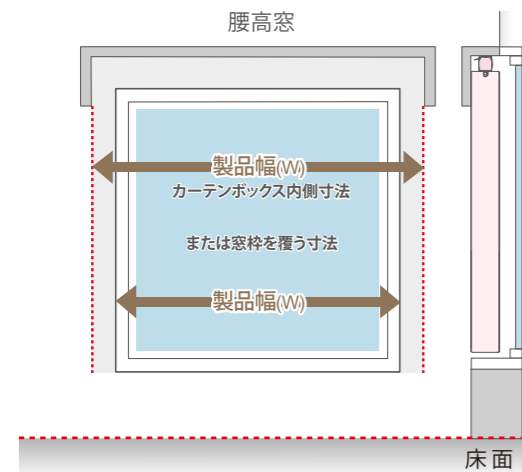 腰高窓
製品幅(W)
カーテンボックス内側寸法
または窓枠を覆う寸法
製品幅(W)
床面